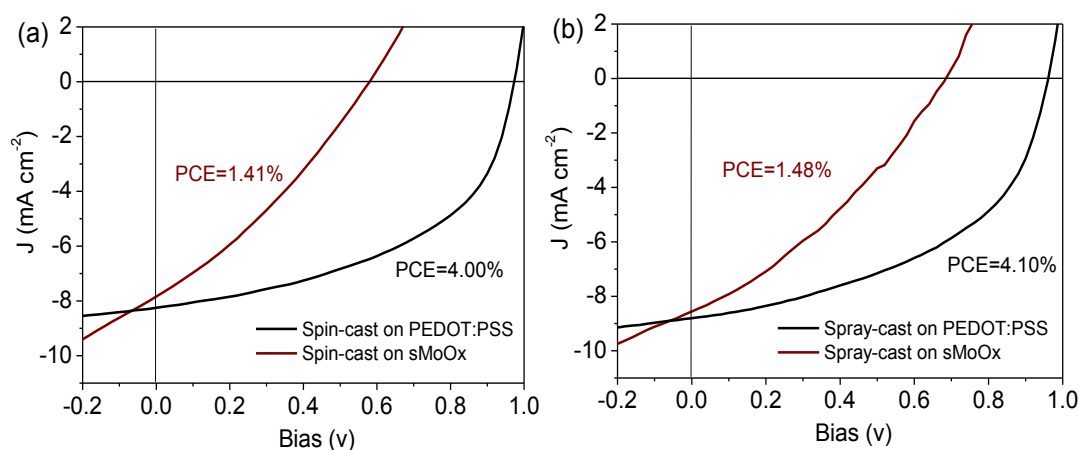 (a)
J (mA cm-2)
2
0
-2
-4
-6
-8
-10
PCE=1.41%
PCE=4.00%
Spin-cast on PEDOT:PSS
Spin-cast on sMoOx
-0.2 0.0 0.2 0.4 0.6 0.8 1.0
Bias (v)
(b)
J (mA cm-2)
2
0
-2
-4
-6
-8
-10
PCE=1.48%
PCE=4.10%
Spray-cast on PEDOT:PSS
Spray-cast on sMoOx
-0.2 0.0 0.2 0.4 0.6 0.8 1.0
Bias (v)